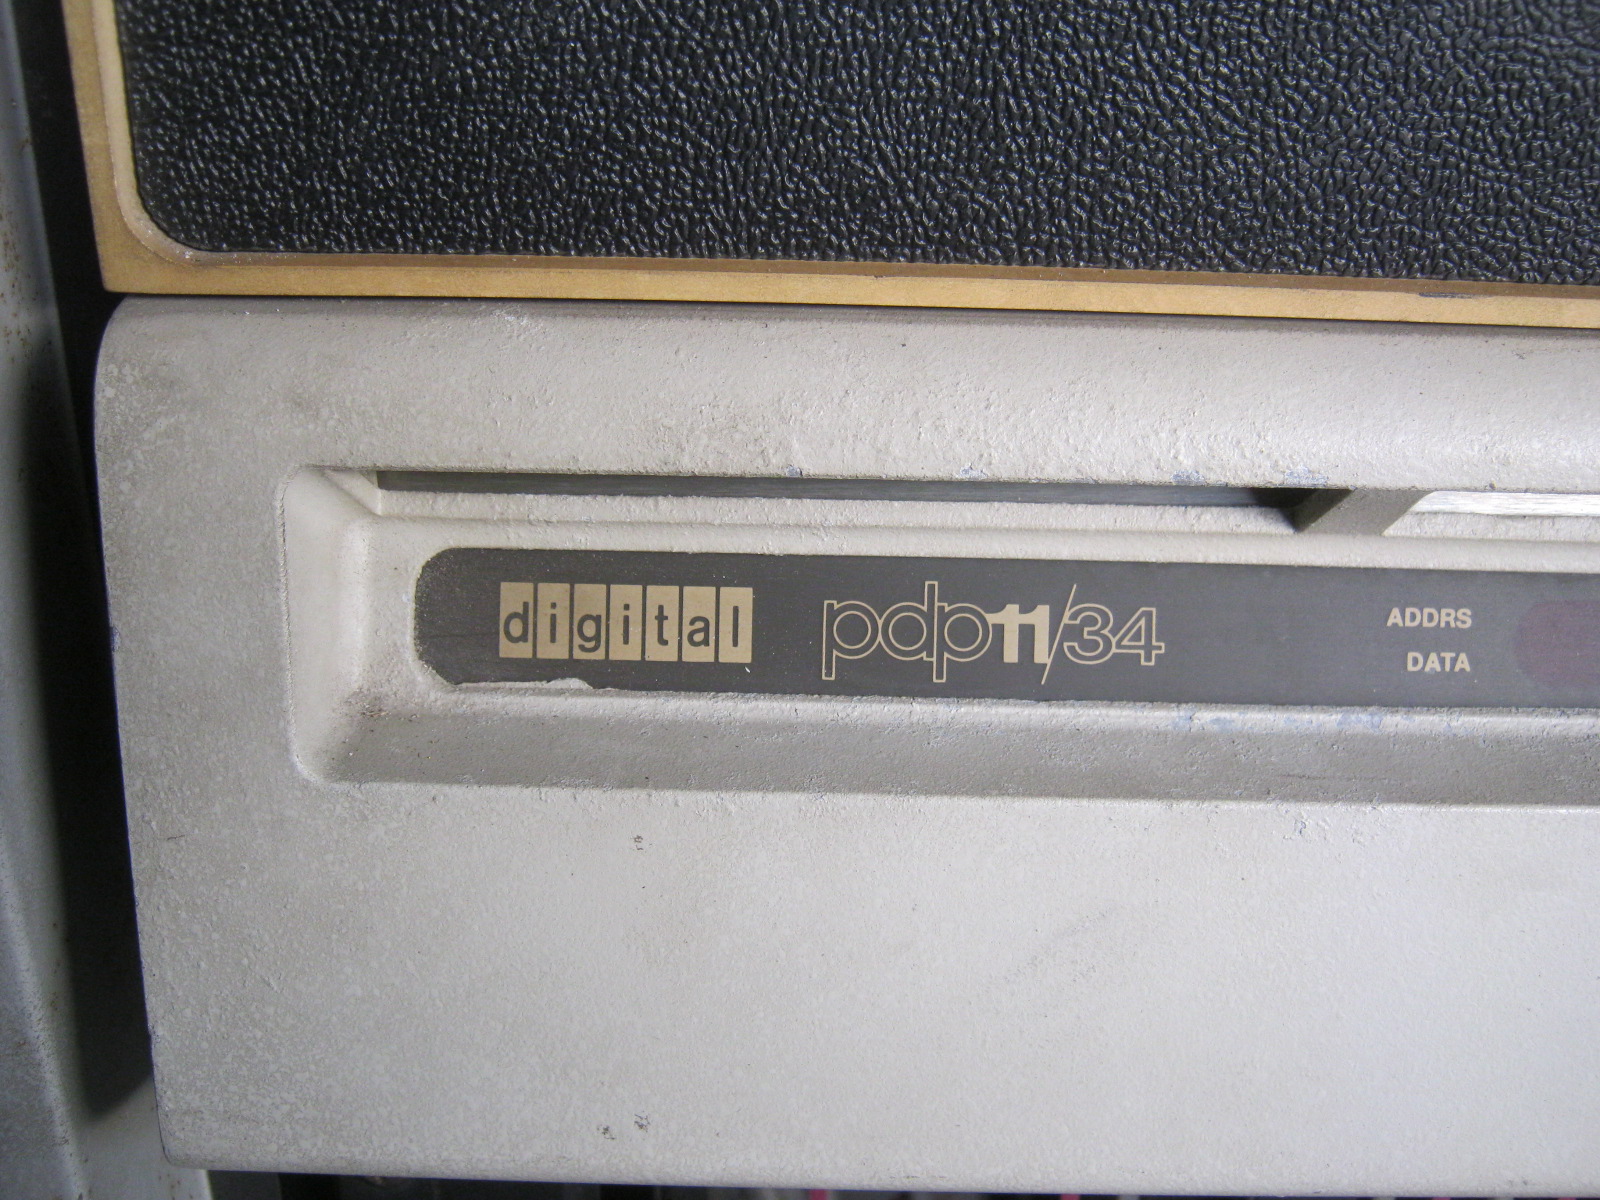 digital pdp11/34
ADDRS
DATA